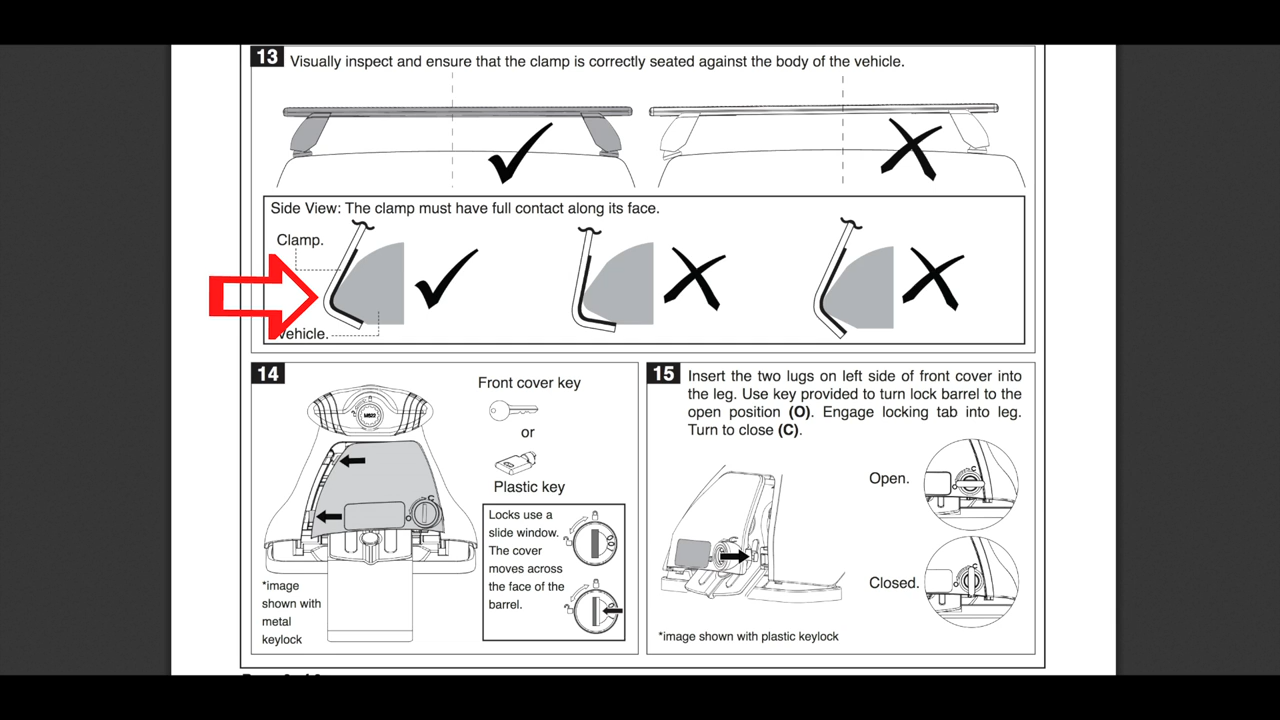 13 Visually inspect and ensure that the clamp is correctly seated against the body of the vehicle.
Side View: The clamp must have full contact along its face.
Clamp.
Vehicle.
14
Front cover key
or
Plastic key
Locks use a
slide window.
The cover
moves across
the face of the
barrel.
*image
shown with
metal
keylock
15 Insert the two lugs on left side of front cover into
the leg. Use key provided to turn lock barrel to the
open position (O). Engage locking tab into leg.
Turn to close (C).
Open.
Closed.
*image shown with plastic keylock